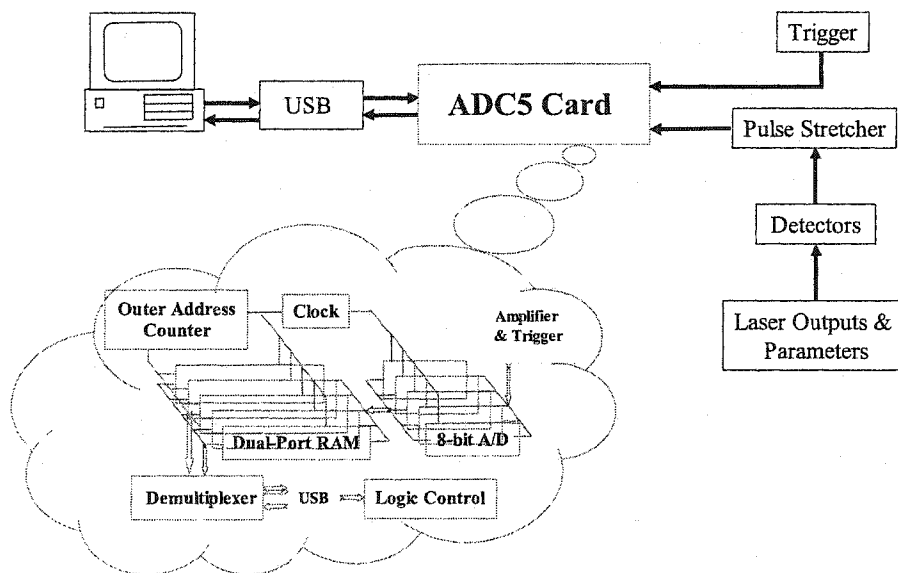 Trigger
USB
ADC5 Card
Pulse Stretcher
Detectors
Laser Outputs &
Parameters
Outer Address
Counter
Clock
Amplifier
& Trigger
Dual-Port RAM
8-bit A/D
Demultiplexer
USB
Logic Control